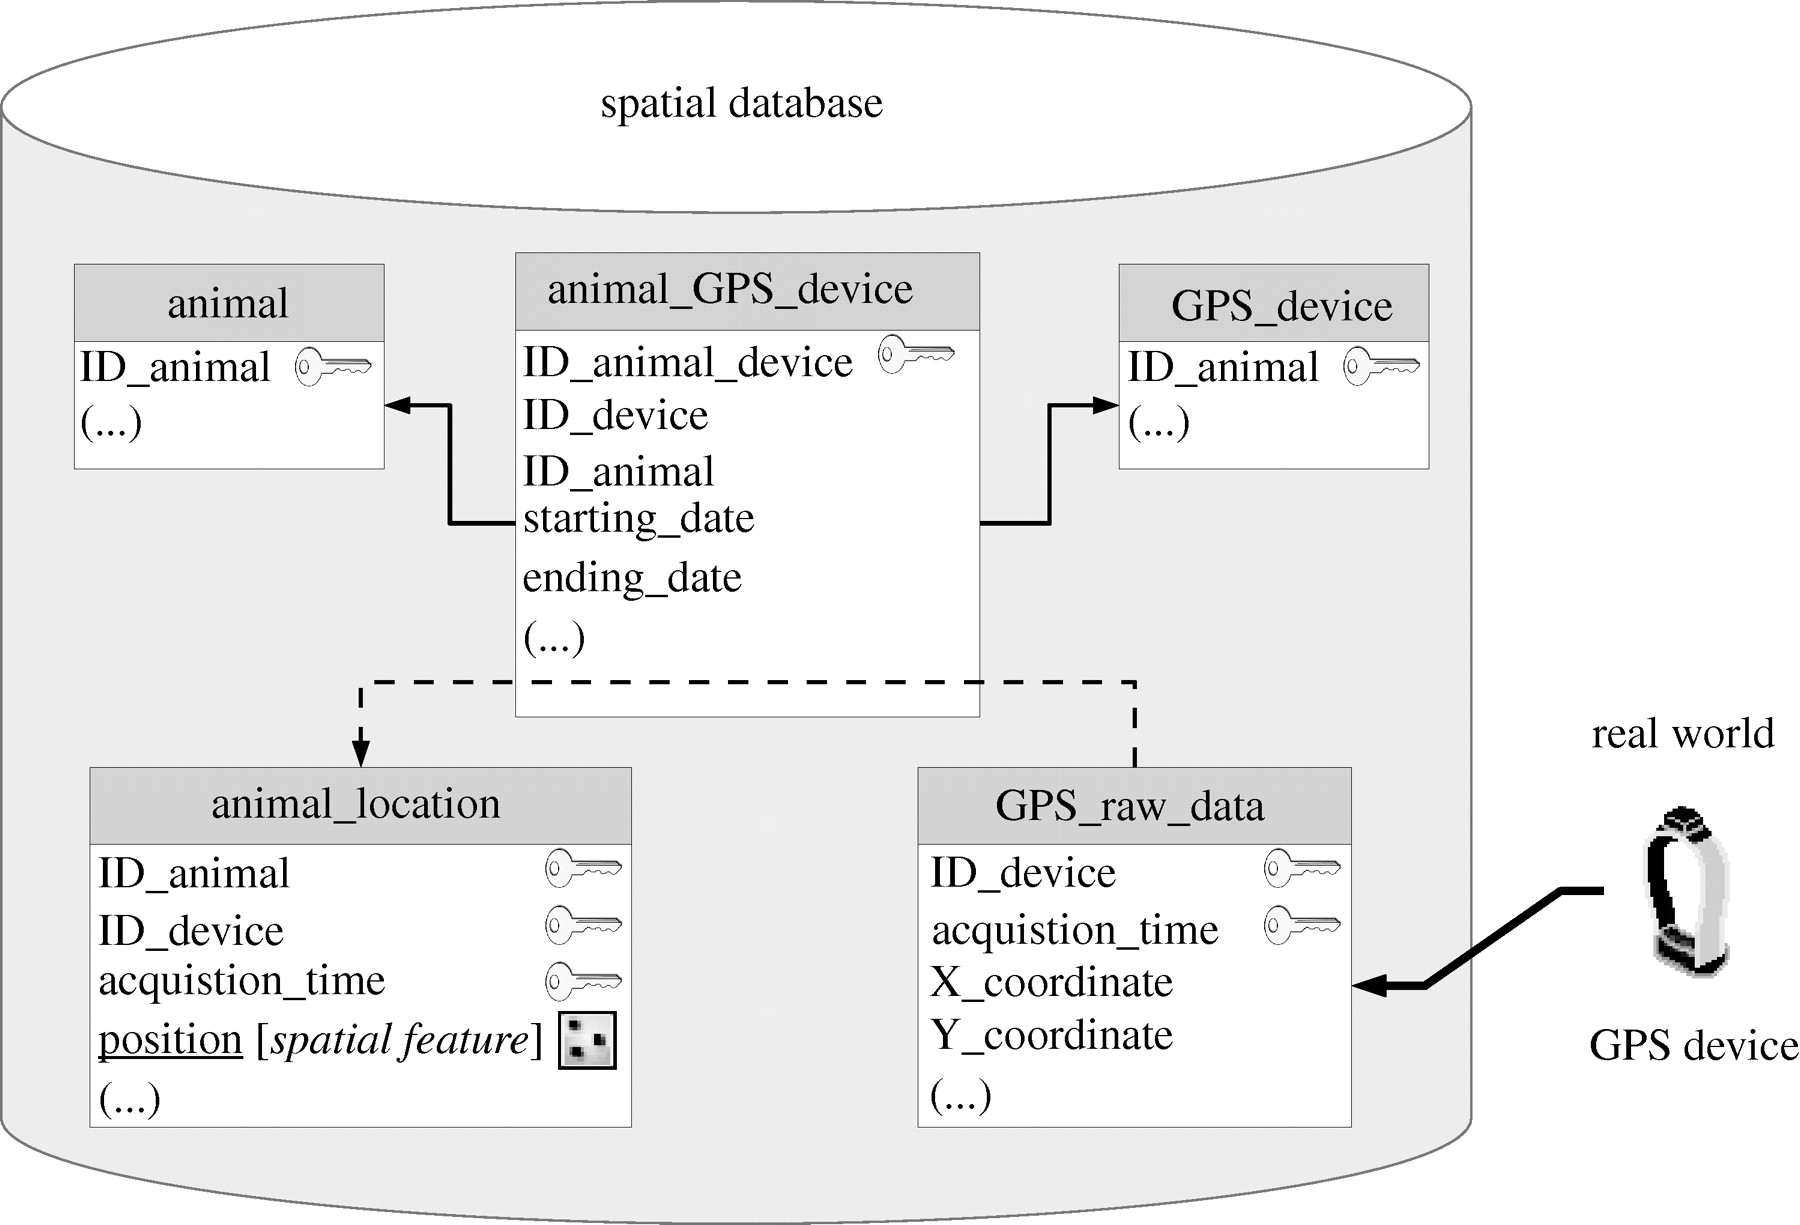 spatial database
animal
ID_animal
(...)
animal_GPS_device
ID_animal_device
ID_device
ID_animal
starting_date
ending_date
(...)
GPS_device
ID_animal
(...)
animal_location
ID_animal
ID_device
acquistion_time
position [spatial feature]
(...)
GPS_raw_data
ID_device
acquistion_time
X_coordinate
Y_coordinate
(...)
real world
GPS device